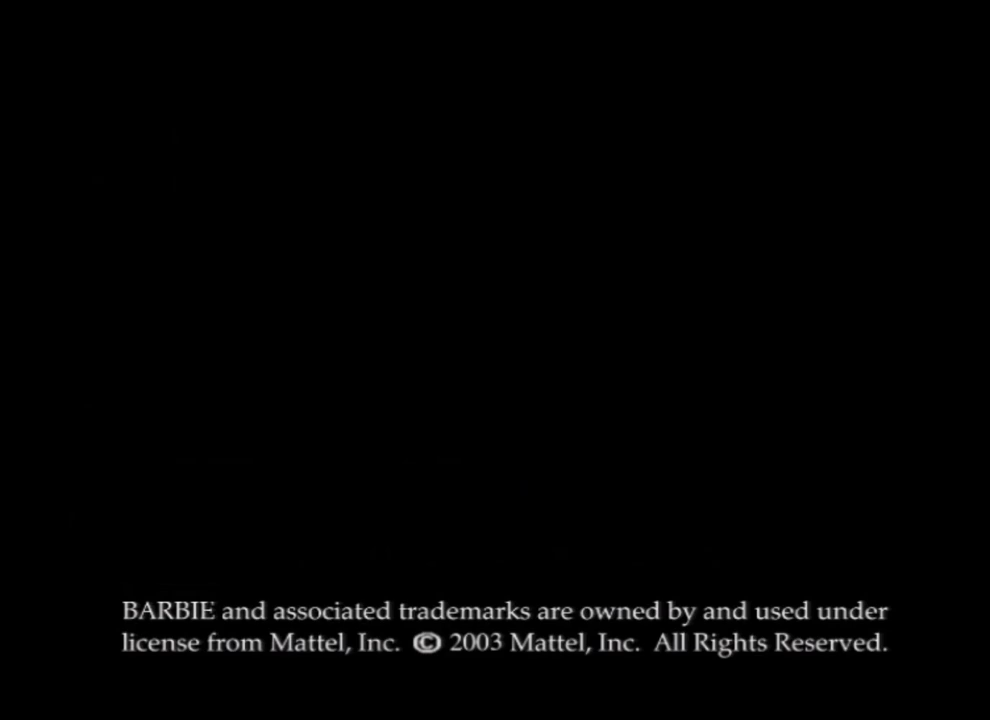 BARBIE and associated trademarks are owned by and used under
license from Mattel, Inc.  © 2003 Mattel, Inc.  All Rights Reserved.